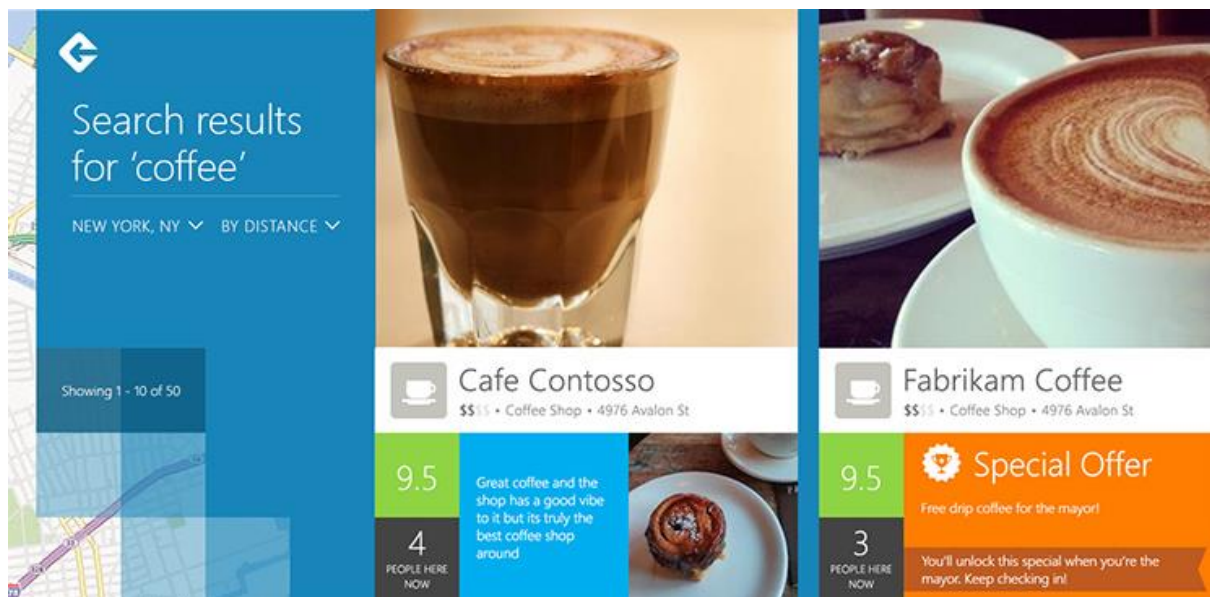 Search results
for ‘coffee’
NEW YORK, NY BY DISTANCE
Showing 1 - 10 of 50
Cafe Contosso
$$$$ • Coffee Shop • 4976 Avalon St
9.5
Great coffee and the
shop has a good vibe
to it but its truly the
best coffee shop
around
4
PEOPLE HERE
NOW
Fabrikam Coffee
$$$$ • Coffee Shop • 4976 Avalon St
9.5
Special Offer
Free drip coffee for the mayor!
3
PEOPLE HERE
NOW
You'll unlock this special when you're the
mayor. Keep checking in!